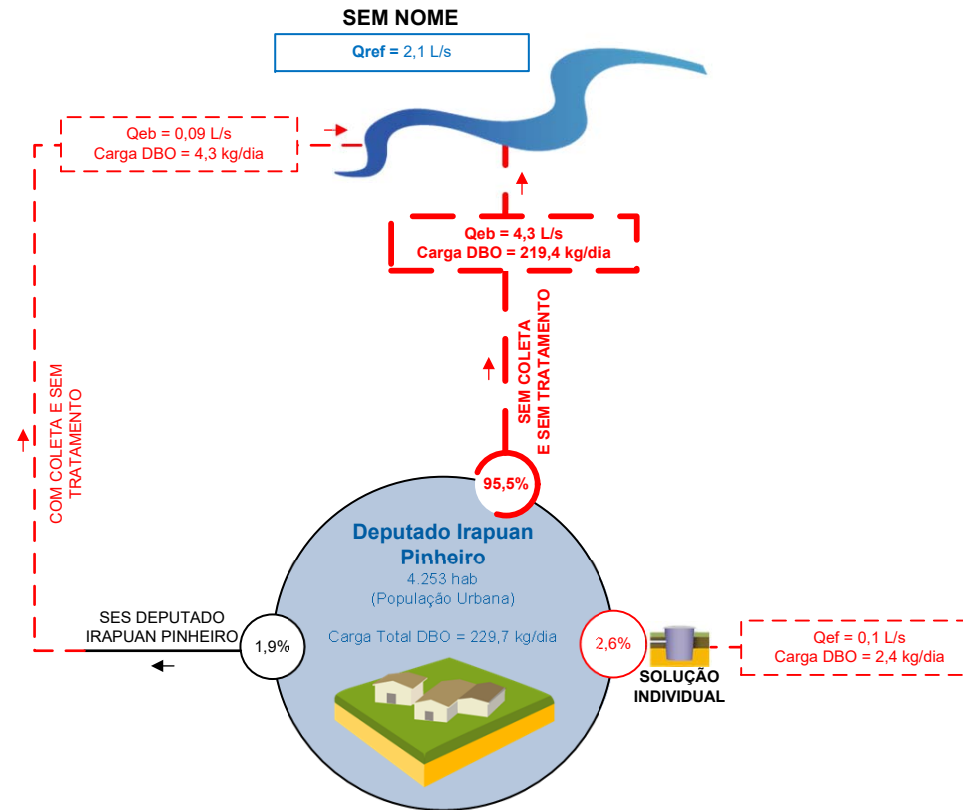 SEM NOME
Qref = 2,1 L/s
Qeb = 0,09 L/s
Carga DBO = 4,3 kg/dia
Qeb = 4,3 L/s
Carga DBO = 219,4 kg/dia
COM COLETA E SEM
TRATAMENTO
SEM COLETA
E SEM TRATAMENTO
95,5%
Deputado Irapuan
Pinheiro
4.253 hab
(População Urbana)
Carga Total DBO = 229,7 kg/dia
SES DEPUTADO
IRAPUAN PINHEIRO
1,9%
2,6%
SOLUÇÃO
INDIVIDUAL
Qef = 0,1 L/s
Carga DBO = 2,4 kg/dia